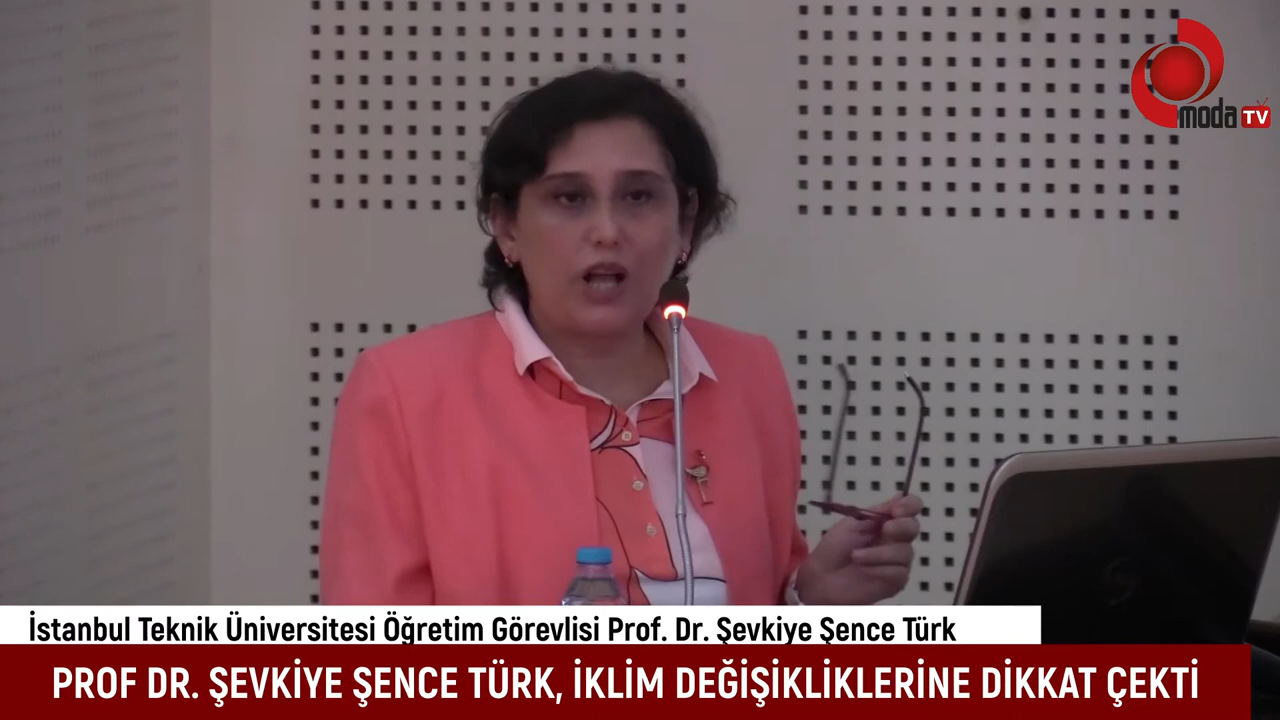 moda TV
İstanbul Teknik Üniversitesi Öğretim Görevlisi Prof. Dr. Şevkiye Şence Türk
PROF DR. ŞEVKİYE ŞENCE TÜRK, İKLİM DEĞİŞİKLİKLERİNE DİKKAT ÇEKTİ